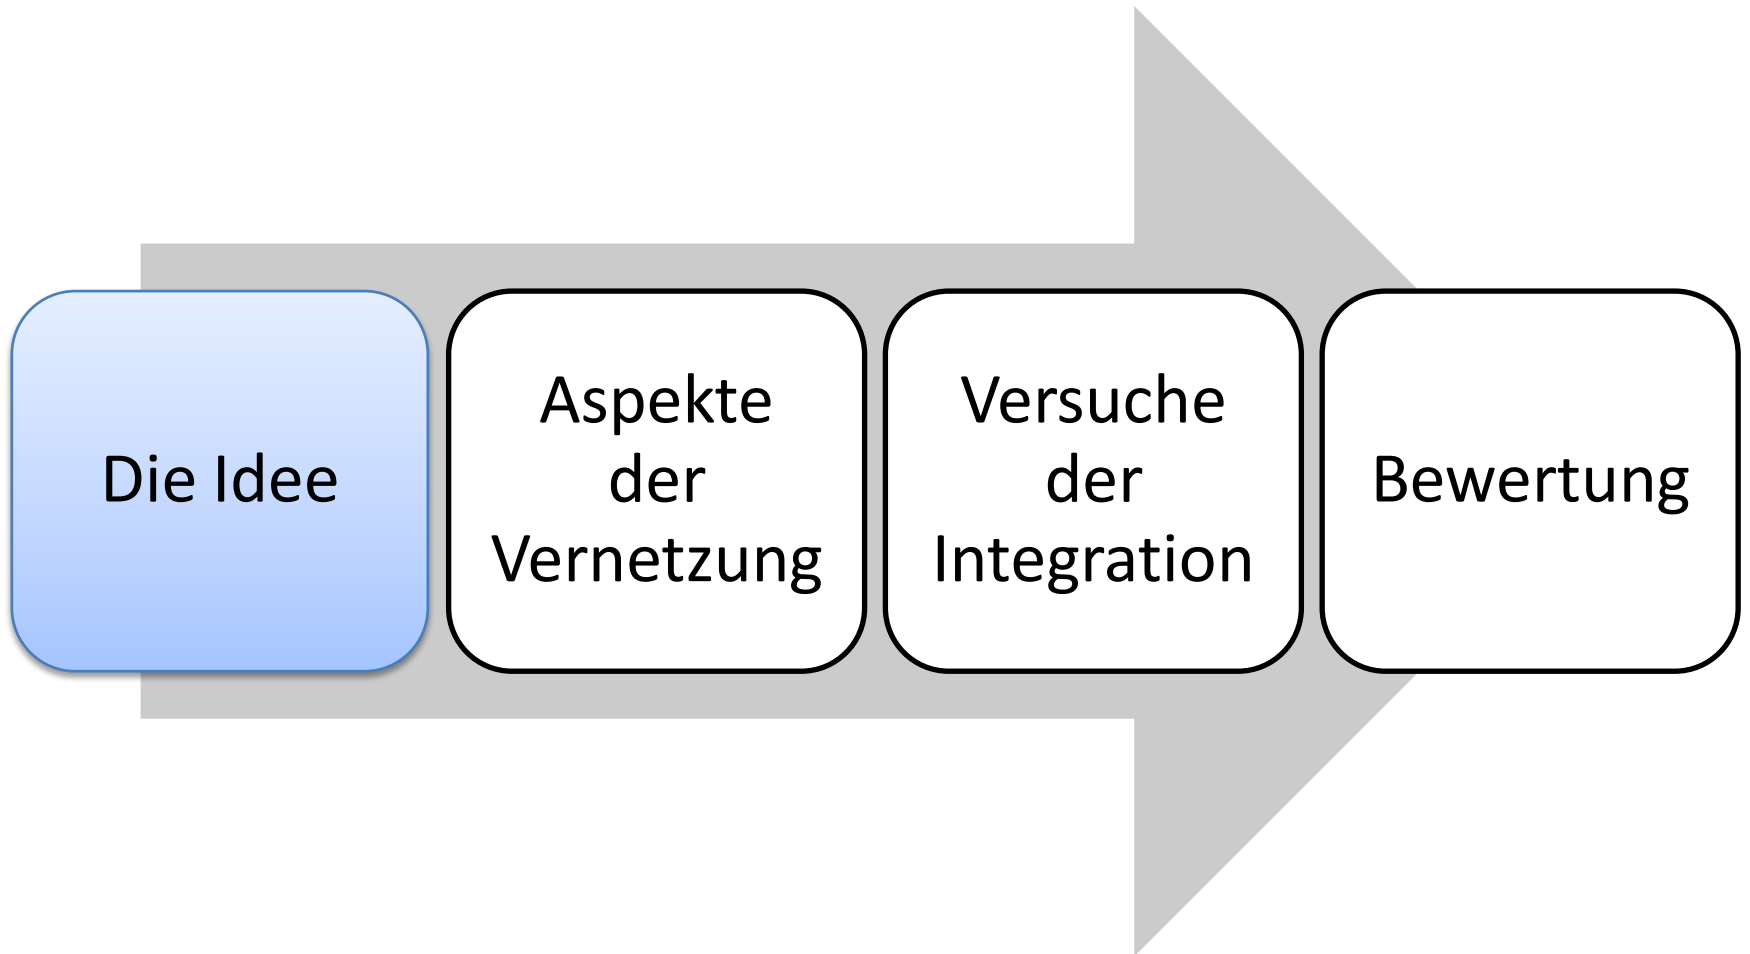 Die Idee
Aspekte
der
Vernetzung
Versuche
der
Integration
Bewertung